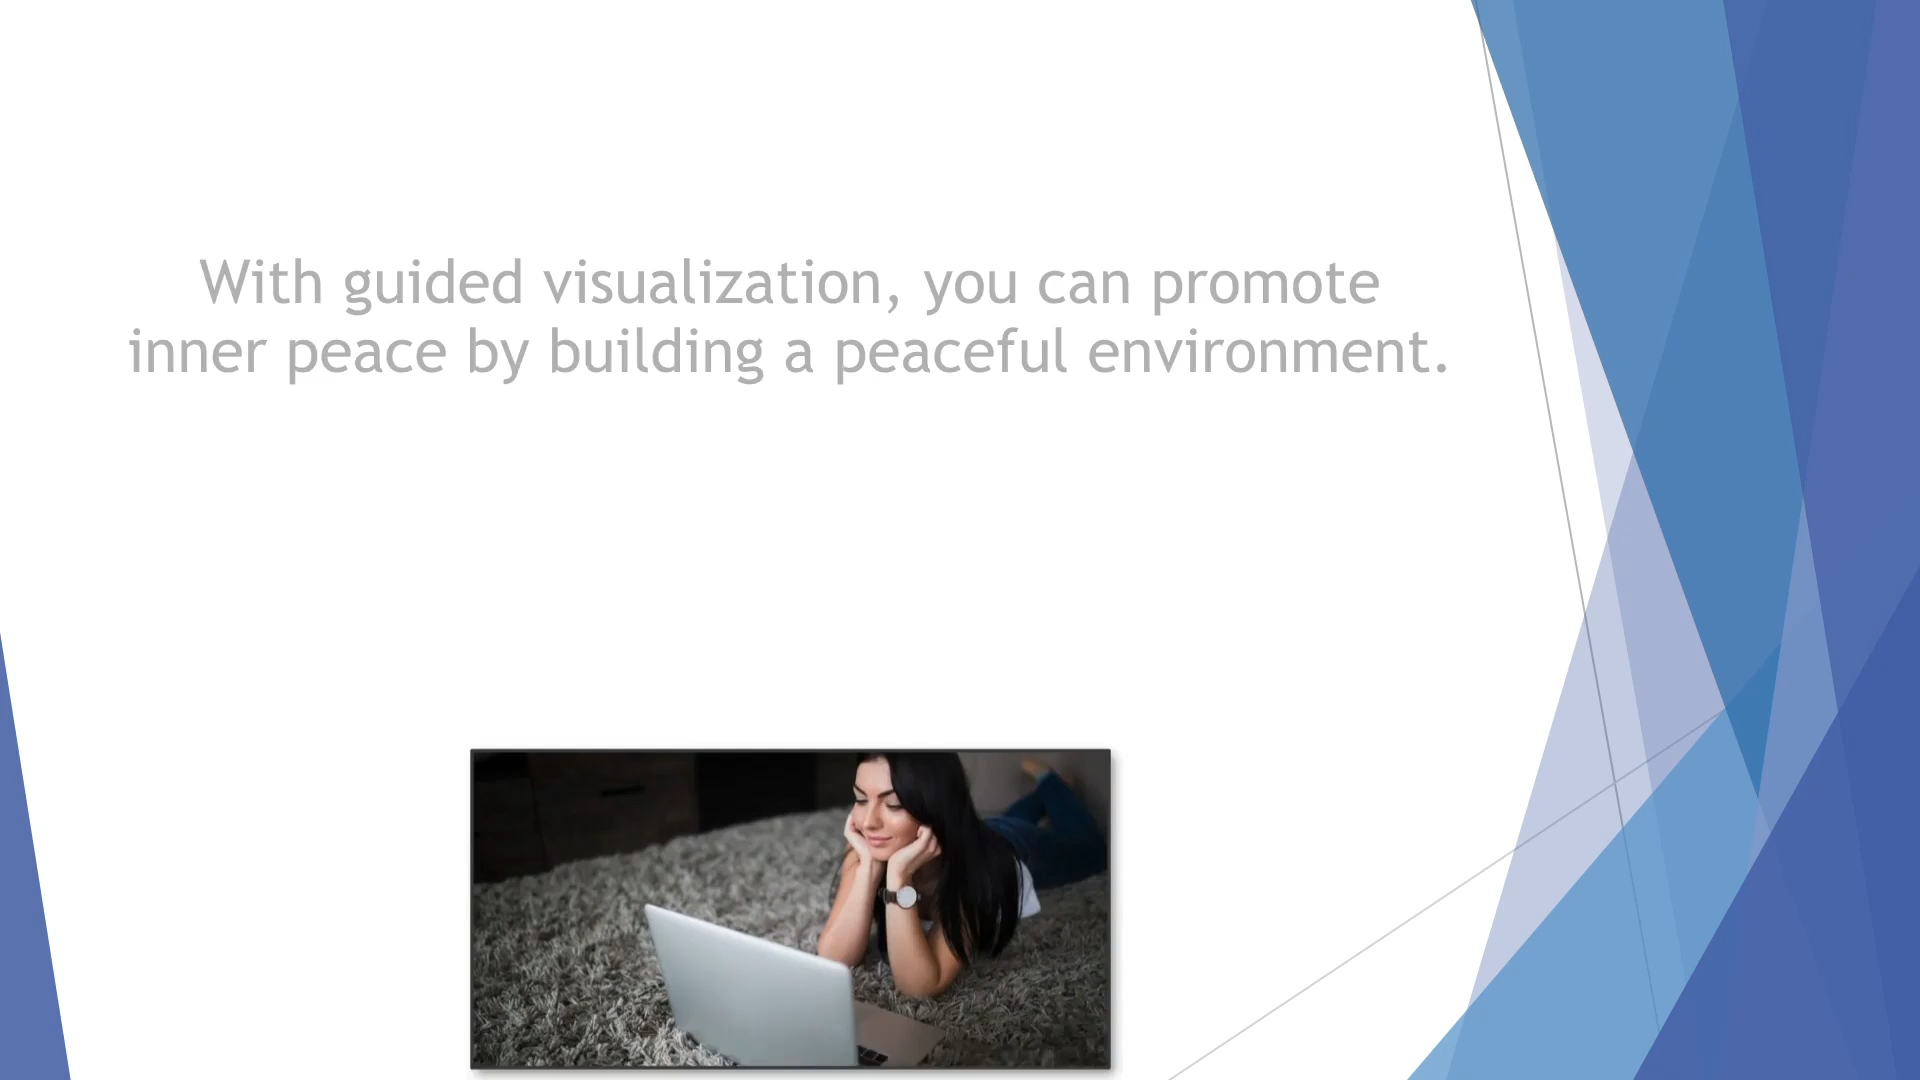 With guided visualization, you can promote
inner peace by building a peaceful environment.